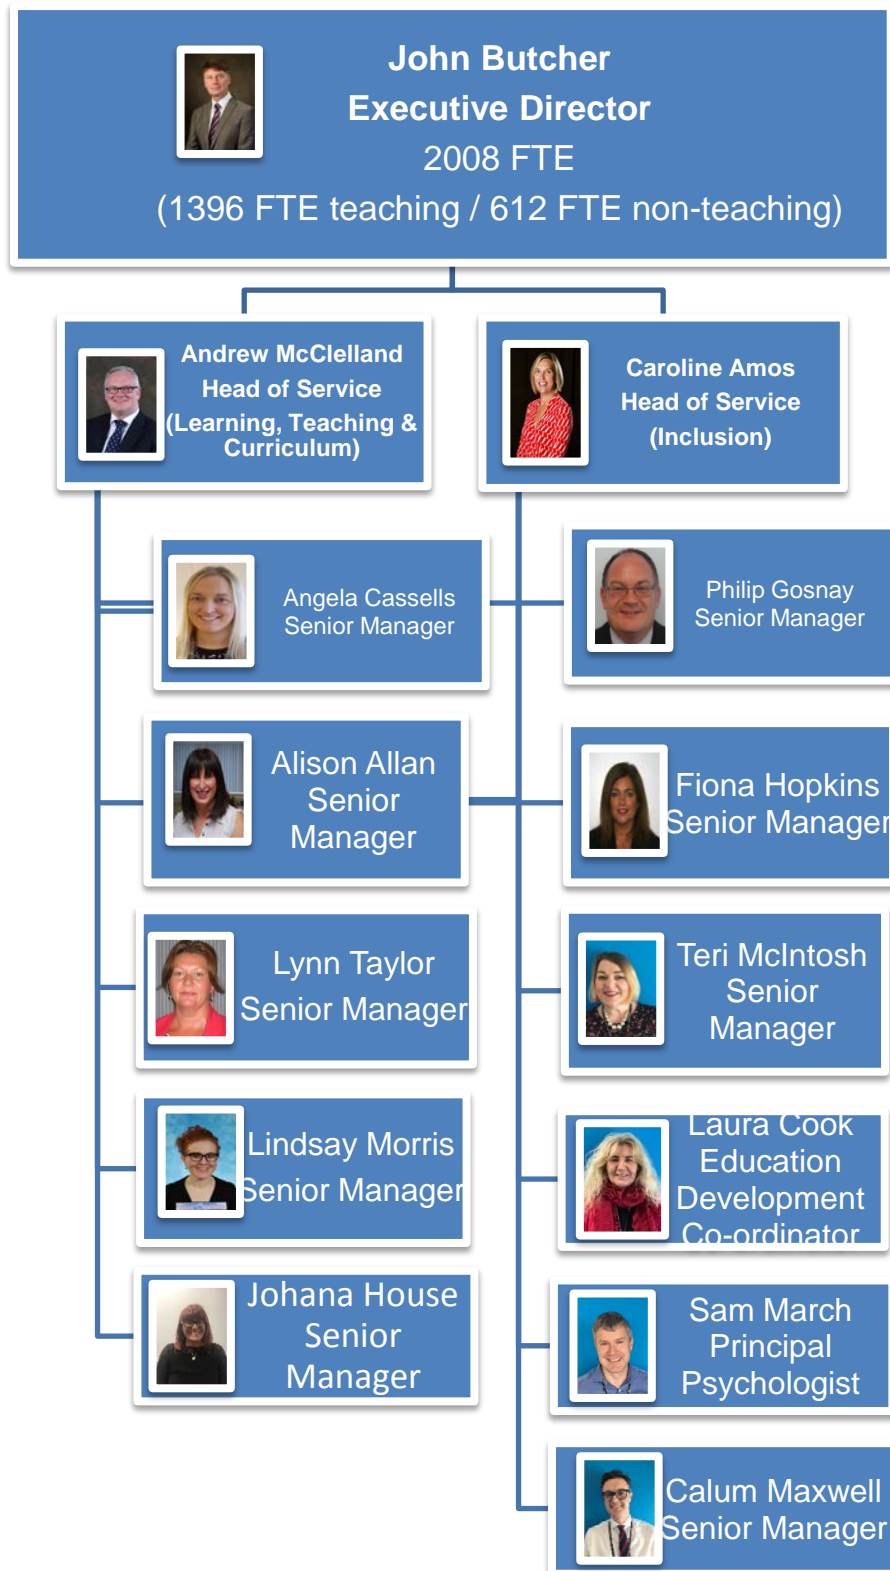 John Butcher
Executive Director
2008 FTE
(1396 FTE teaching / 612 FTE non-teaching)
Andrew McClelland
Head of Service
(Learning, Teaching &
Curriculum)
Caroline Amos
Head of Service
(Inclusion)
Angela Cassells
Senior Manager
Philip Gosnay
Senior Manager
Alison Allan
Senior
Manager
Fiona Hopkins
Senior Manager
Lynn Taylor
Senior Manager
Teri McIntosh
Senior
Manager
Lindsay Morris
Senior Manager
Laura Cook
Education
Development
Co-ordinator
Johana House
Senior
Manager
Sam March
Principal
Psychologist
Calum Maxwell
Senior Manager